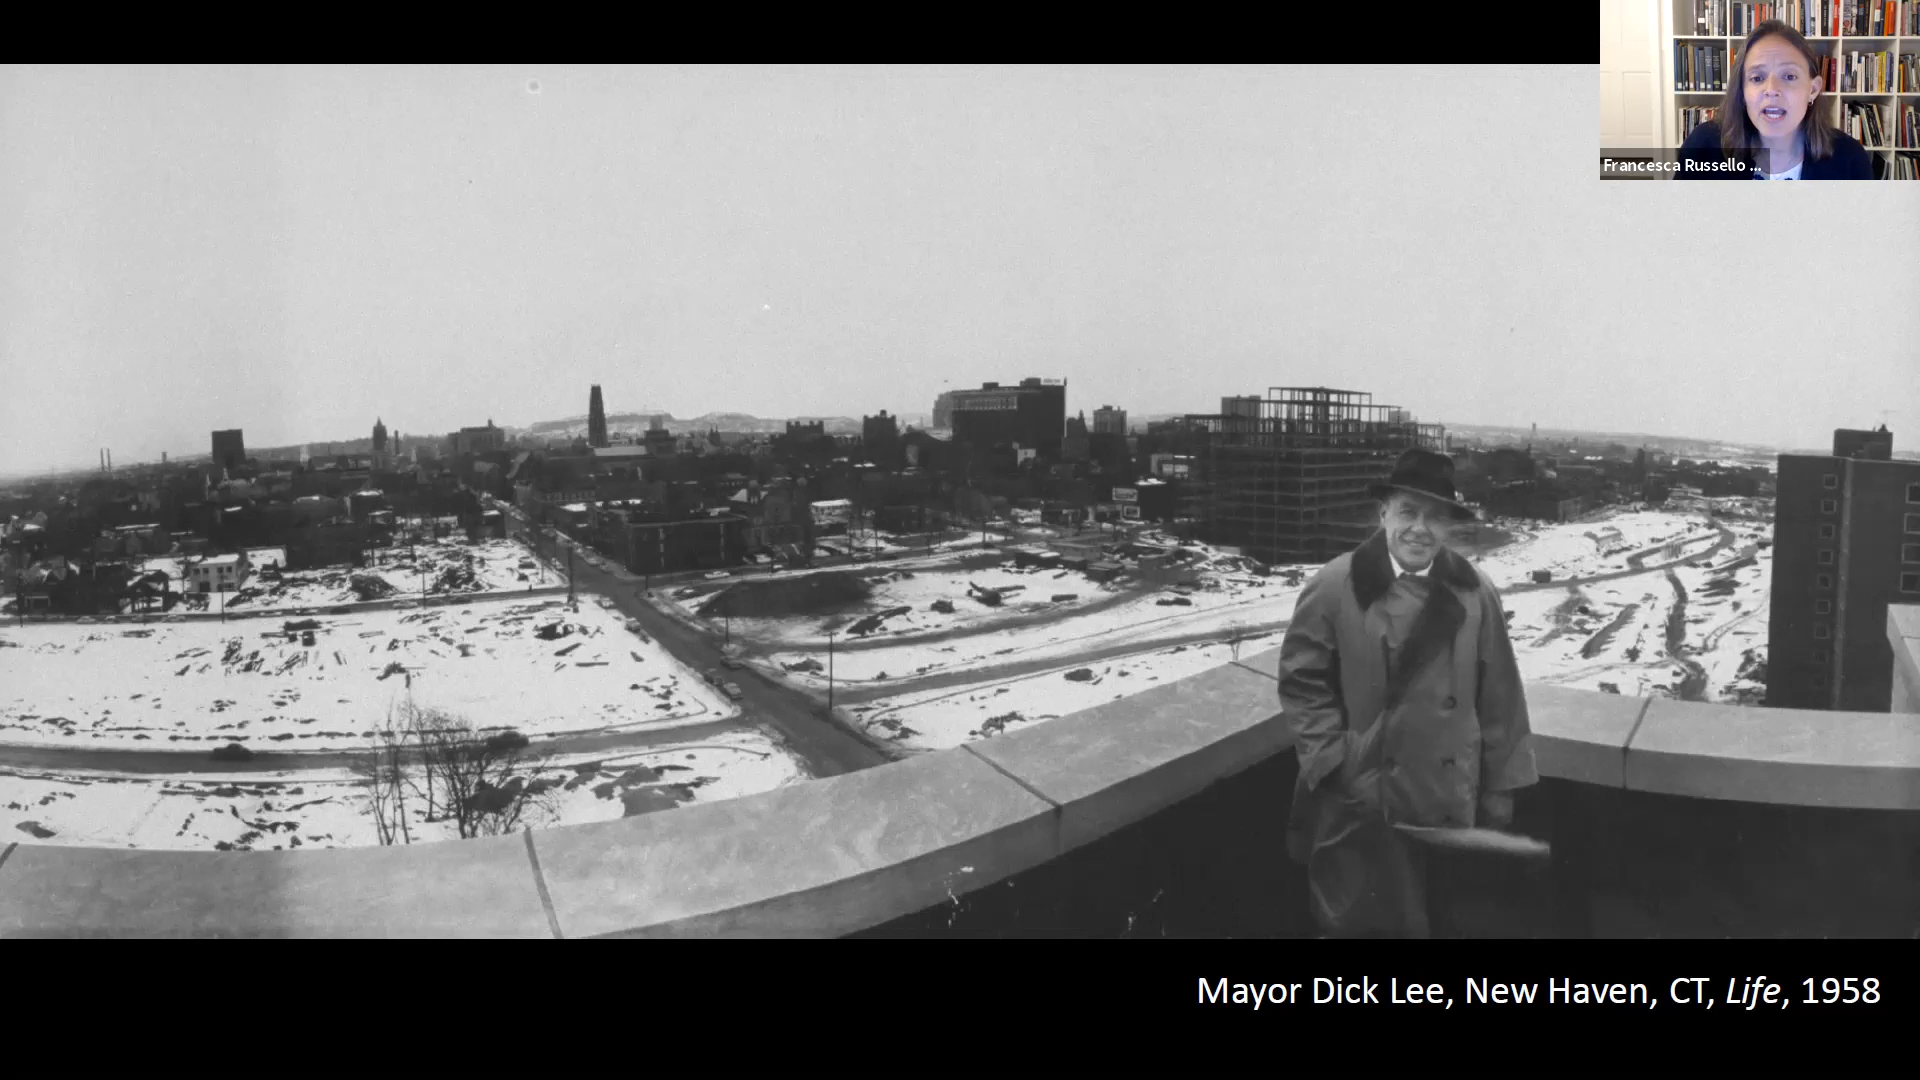 Francesca Russello ...
Mayor Dick Lee, New Haven, CT, Life, 1958